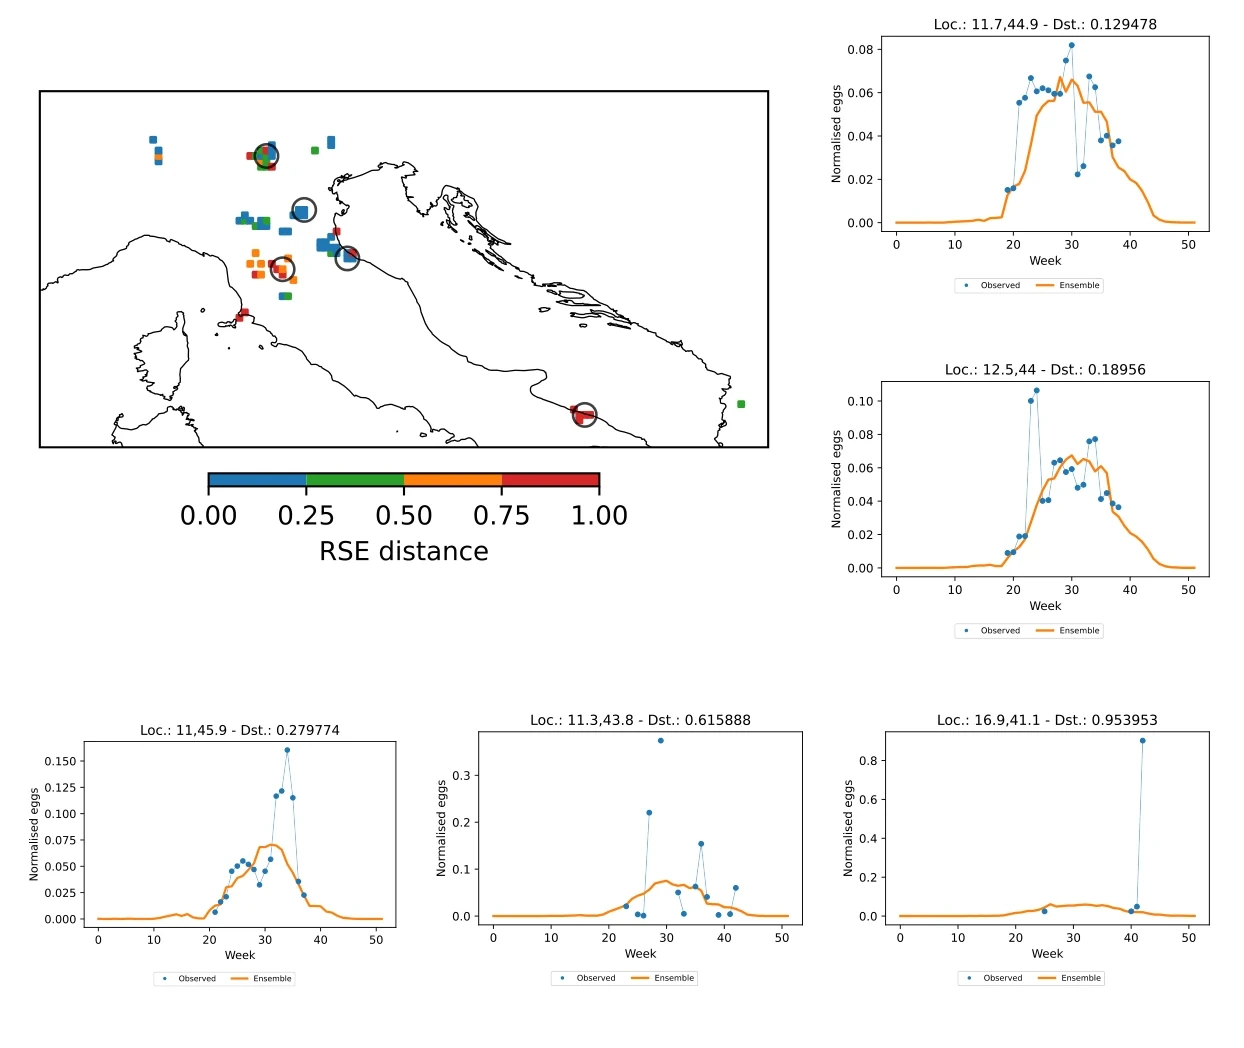 Loc.: 11.7,44.9 - Dst.: 0.129478
0.08
0.06
0.04
0.02
0.00
Normalised eggs
0 10 20 30 40 50
Week
Observed Ensemble
0.00 0.25 0.50 0.75 1.00
RSE distance
Loc.: 12.5,44 - Dst.: 0.18956
0.10
0.08
0.06
0.04
0.02
0.00
Normalised eggs
0 10 20 30 40 50
Week
Observed Ensemble
Loc.: 11,45.9 - Dst.: 0.279774
0.150
0.125
0.100
0.075
0.050
0.025
0.000
Normalised eggs
0 10 20 30 40 50
Week
Observed Ensemble
Loc.: 11.3,43.8 - Dst.: 0.615888
0.3
0.2
0.1
0.0
Normalised eggs
0 10 20 30 40 50
Week
Observed Ensemble
Loc.: 16.9,41.1 - Dst.: 0.953953
0.8
0.6
0.4
0.2
0.0
Normalised eggs
0 10 20 30 40 50
Week
Observed Ensemble